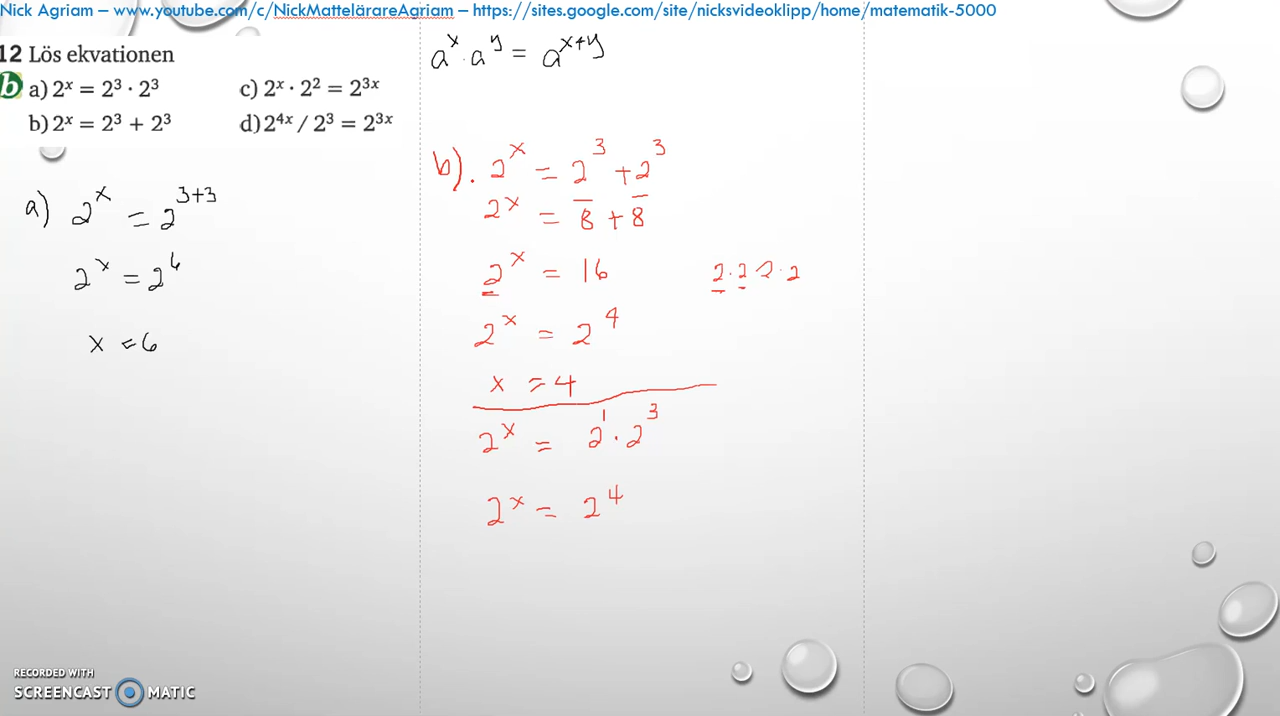 Nick Agriam – www.youtube.com/c/NickMattelärareAgriam – https://sites.google.com/site/nicksvideoklipp/home/matematik-5000
12 Lös ekvationen
b a) 2ˣ = 2³ · 2³
c) 2ˣ · 2² = 2³ˣ
b) 2ˣ = 2³ + 2³
d) 2⁴ˣ / 2³ = 2³ˣ
a) 2ˣ = 2³⁺³
2ˣ = 2⁶
x = 6
aˣ · aʸ = aˣ⁺ʸ
b). 2ˣ = 2³ + 2³
2ˣ = 8 + 8
2ˣ = 16
2·2·2·2
2ˣ = 2⁴
x = 4
2ˣ = 2¹ · 2³
2ˣ = 2⁴
RECORDED WITH
SCREENCAST MATIC